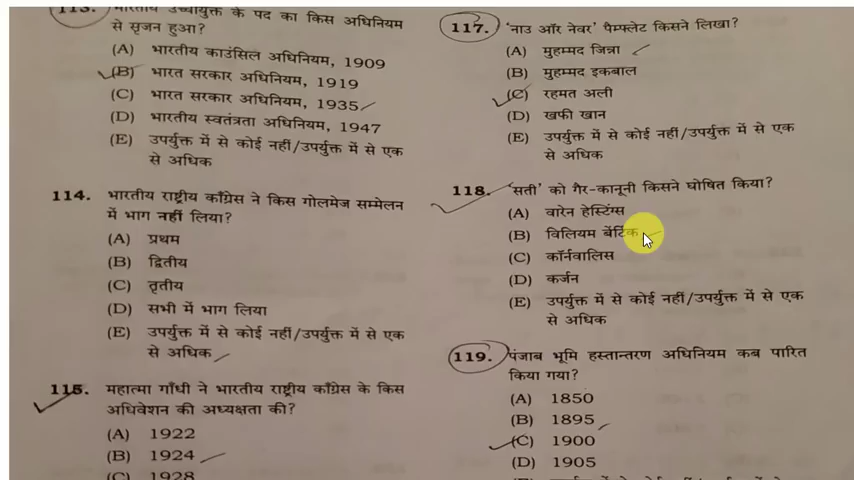 113. भारतीय उच्चायुक्त के पद का किस अधिनियम
से सृजन हुआ?
(A) भारतीय काउंसिल अधिनियम, 1909
(B) भारत सरकार अधिनियम, 1919
(C) भारत सरकार अधिनियम, 1935
(D) भारतीय स्वतंत्रता अधिनियम, 1947
(E) उपर्युक्त में से कोई नहीं/उपर्युक्त में से एक
से अधिक
114. भारतीय राष्ट्रीय काँग्रेस ने किस गोलमेज सम्मेलन
में भाग नहीं लिया?
(A) प्रथम
(B) द्वितीय
(C) तृतीय
(D) सभी में भाग लिया
(E) उपर्युक्त में से कोई नहीं/उपर्युक्त में से एक
से अधिक
115. महात्मा गाँधी ने भारतीय राष्ट्रीय काँग्रेस के किस
अधिवेशन की अध्यक्षता की?
(A) 1922
(B) 1924
(C) 1928
117. 'नाउ ऑर नेवर' पैम्फ्लेट किसने लिखा?
(A) मुहम्मद जिन्ना
(B) मुहम्मद इकबाल
(C) रहमत अली
(D) खफी खान
(E) उपर्युक्त में से कोई नहीं/उपर्युक्त में से एक
से अधिक
118. 'सती' को गैर-कानूनी किसने घोषित किया?
(A) वारेन हेस्टिंग्स
(B) विलियम बेंटिंक
(C) कॉर्नवालिस
(D) कर्जन
(E) उपर्युक्त में से कोई नहीं/उपर्युक्त में से एक
से अधिक
119. पंजाब भूमि हस्तान्तरण अधिनियम कब पारित
किया गया?
(A) 1850
(B) 1895
(C) 1900
(D) 1905